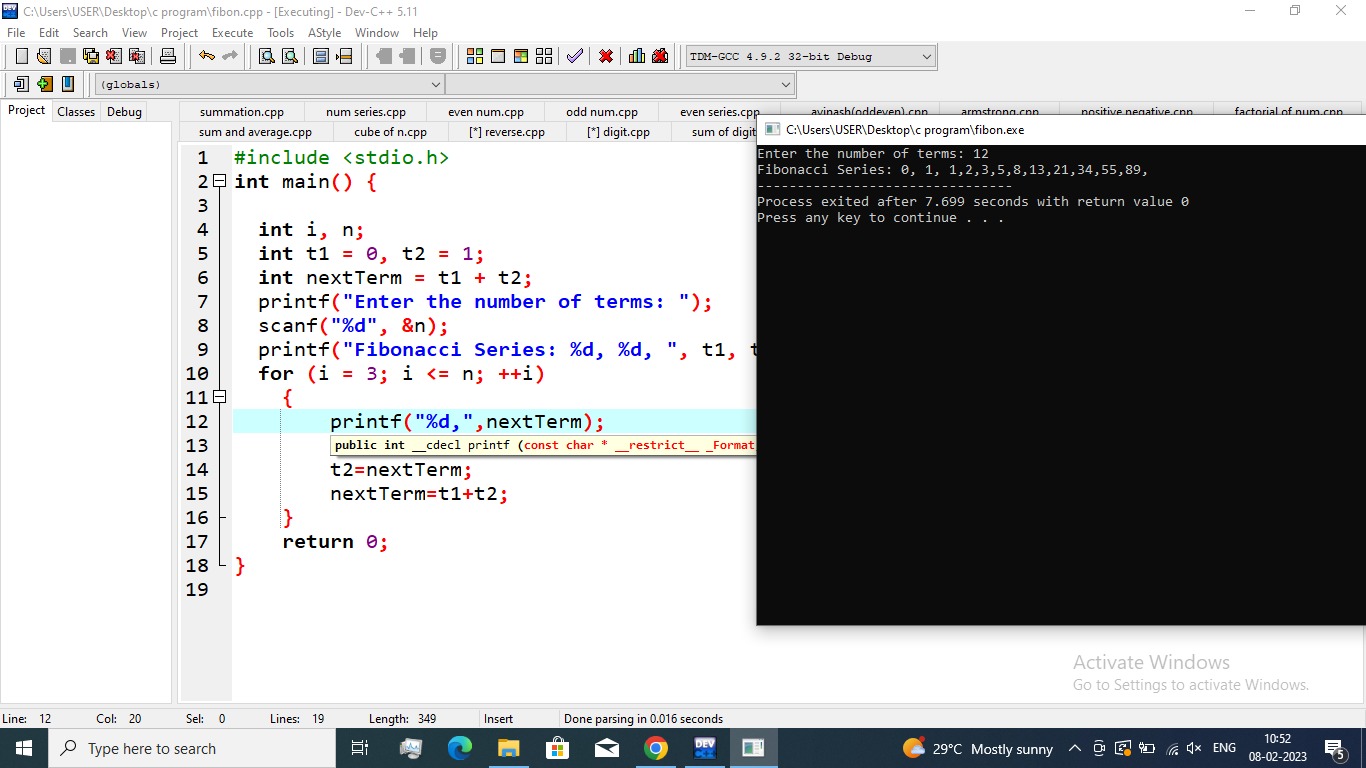 C:\Users\USER\Desktop\c program\fibon.cpp - [Executing] - Dev-C++ 5.11
File Edit Search View Project Execute Tools AStyle Window Help
TDM-GCC 4.9.2 32-bit Debug
(globals)
Project Classes Debug
summation.cpp num series.cpp even num.cpp odd num.cpp even series.cpp avinash(oddeven).cpp armstrong.cpp positive negative.cpp factorial of num.cpp
sum and average.cpp cube of n.cpp [*] reverse.cpp [*] digit.cpp sum of digit
1 #include <stdio.h>
2 int main() {
3
4 int i, n;
5 int t1 = 0, t2 = 1;
6 int nextTerm = t1 + t2;
7 printf("Enter the number of terms: ");
8 scanf("%d", &n);
9 printf("Fibonacci Series: %d, %d, ", t1, t
10 for (i = 3; i <= n; ++i)
11 {
12 printf("%d,",nextTerm);
13 public int __cdecl printf (const char * __restrict__ _Format
14 t2=nextTerm;
15 nextTerm=t1+t2;
16 }
17 return 0;
18 }
19
C:\Users\USER\Desktop\c program\fibon.exe
Enter the number of terms: 12
Fibonacci Series: 0, 1, 1,2,3,5,8,13,21,34,55,89,
--------------------------------
Process exited after 7.699 seconds with return value 0
Press any key to continue . . .
Activate Windows
Go to Settings to activate Windows.
Line: 12 Col: 20 Sel: 0 Lines: 19 Length: 349 Insert Done parsing in 0.016 seconds
Type here to search
DEV
29°C Mostly sunny
ENG
10:52
08-02-2023
5